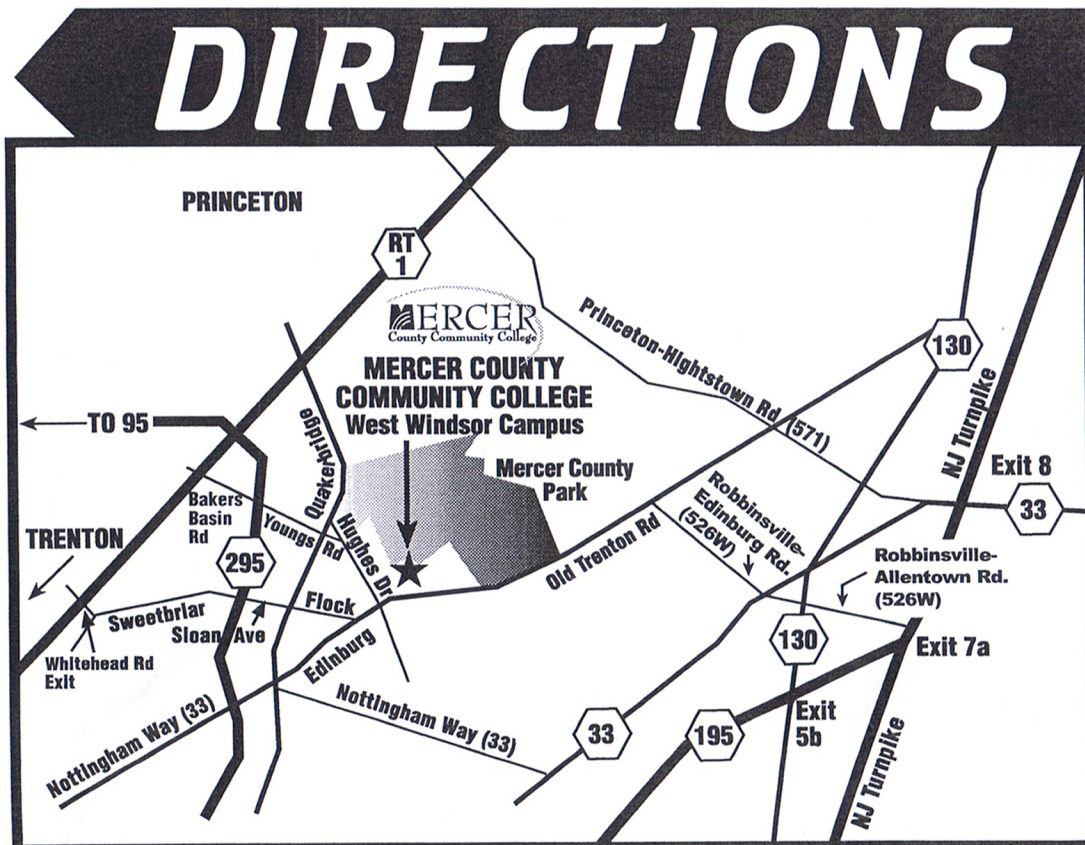 DIRECTIONS
PRINCETON
RT
1
MERCER
County Community College
MERCER COUNTY
COMMUNITY COLLEGE
West Windsor Campus
Princeton-Hightstown Rd
(571)
130
NJ Turnpike
TO 95
Quakerbridge
Mercer County
Park
Exit 8
33
Bakers
Basin
Rd
Youngs Rd
Hughes Dr
Robbinsville-
Edinburg Rd.
(526W)
Old Trenton Rd
TRENTON
295
Robbinsville-
Allentown Rd.
(526W)
Sweetbriar
Flock
Sloan Ave
Edinburg
Whitehead Rd
Exit
130
Exit 7a
Nottingham Way (33)
Nottingham Way (33)
33
195
Exit
5b
NJ Turnpike